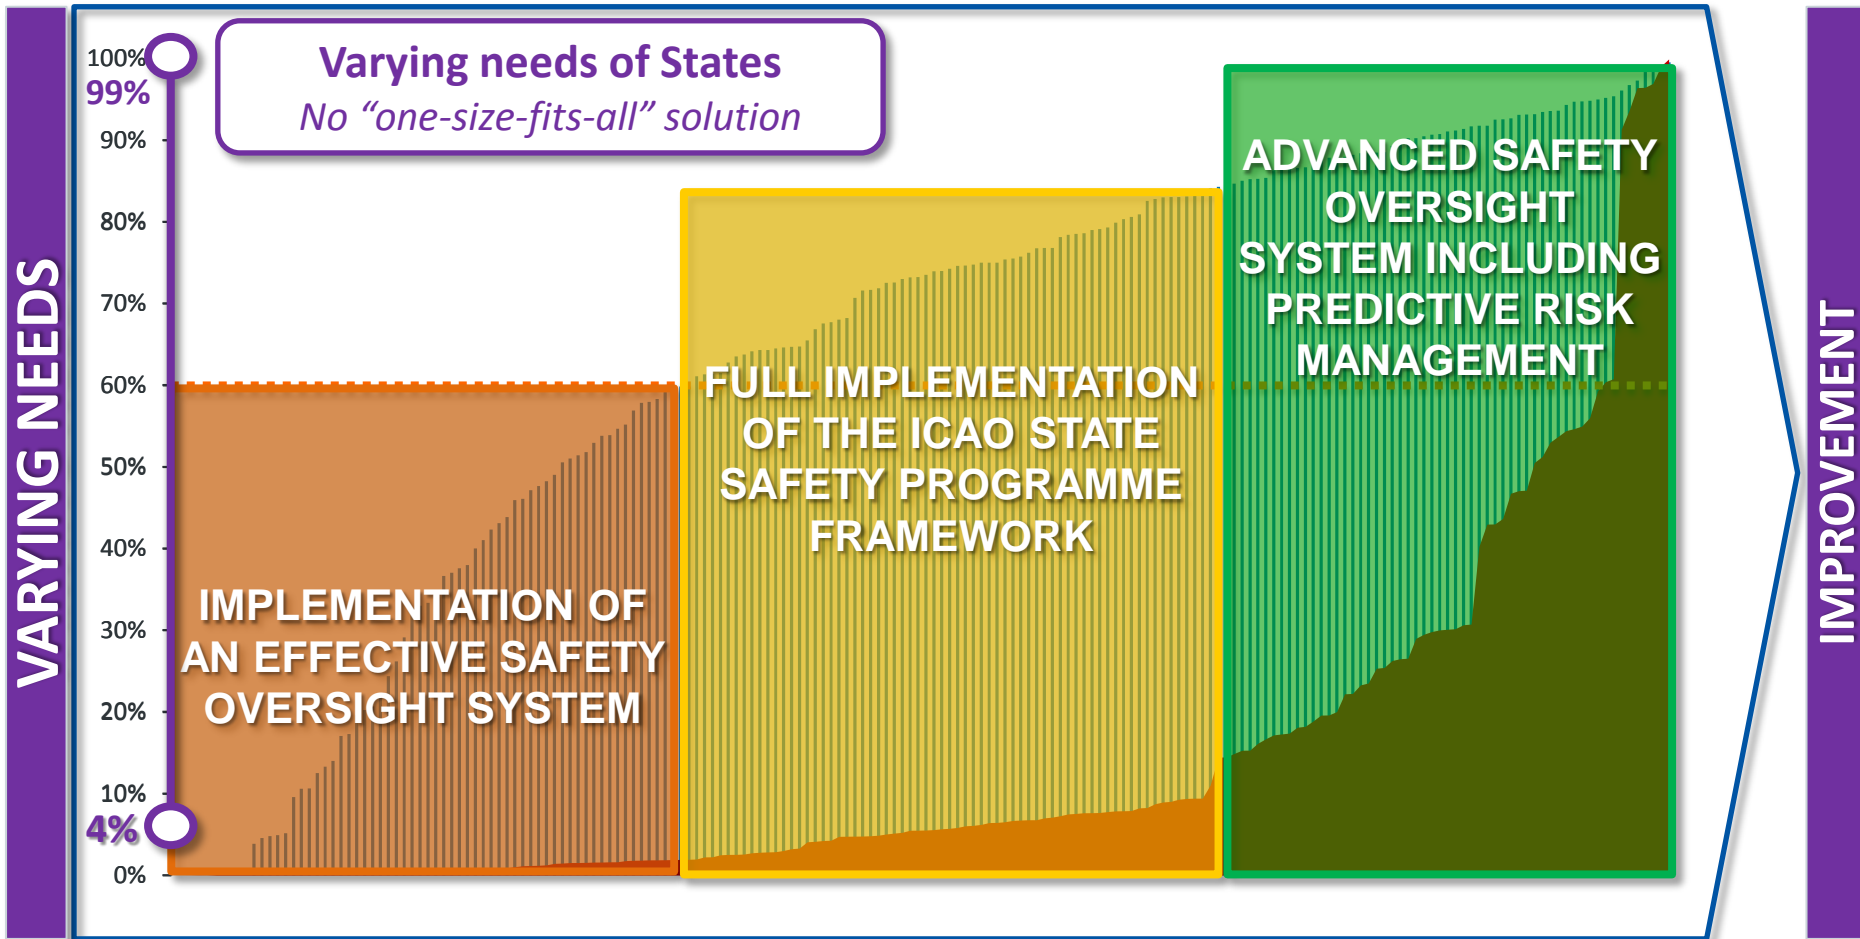 VARYING NEEDS
Varying needs of States
No “one-size-fits-all” solution
100%
99%
90%
80%
70%
60%
50%
40%
30%
20%
10%
4%
0%
IMPLEMENTATION OF
AN EFFECTIVE SAFETY
OVERSIGHT SYSTEM
FULL IMPLEMENTATION
OF THE ICAO STATE
SAFETY PROGRAMME
FRAMEWORK
ADVANCED SAFETY
OVERSIGHT
SYSTEM INCLUDING
PREDICTIVE RISK
MANAGEMENT
IMPROVEMENT